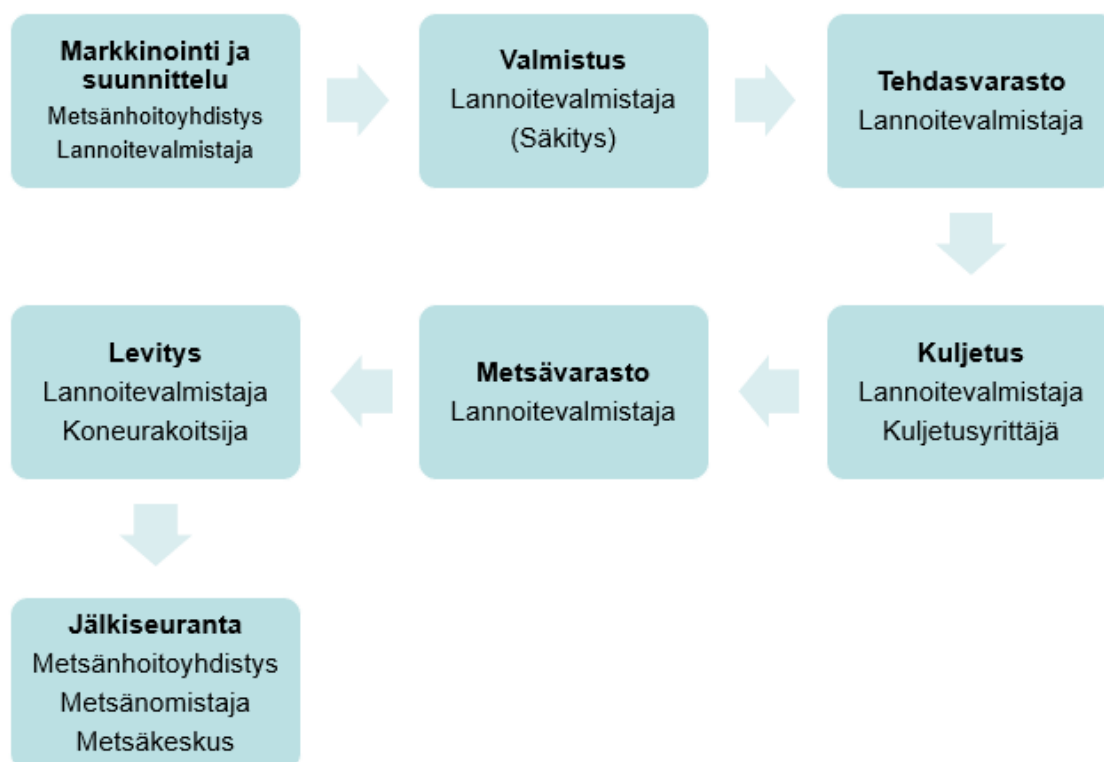 Markkinointi ja
suunnittelu
Metsänhoitoyhdistys
Lannoitevalmistaja
Valmistus
Lannoitevalmistaja
(Säkitys)
Tehdasvarasto
Lannoitevalmistaja
Kuljetus
Lannoitevalmistaja
Kuljetusyrittäjä
Metsävarasto
Lannoitevalmistaja
Levitys
Lannoitevalmistaja
Koneurakoitsija
Jälkiseuranta
Metsänhoitoyhdistys
Metsänomistaja
Metsäkeskus